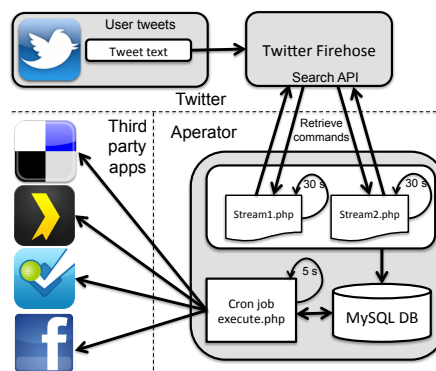 User tweets
Tweet text
Twitter Firehose
Search API
Twitter
Third
party
apps
Aperator
Retrieve
commands
30 s
30 s
Stream1.php
Stream2.php
5 s
Cron job
execute.php
MySQL DB
f